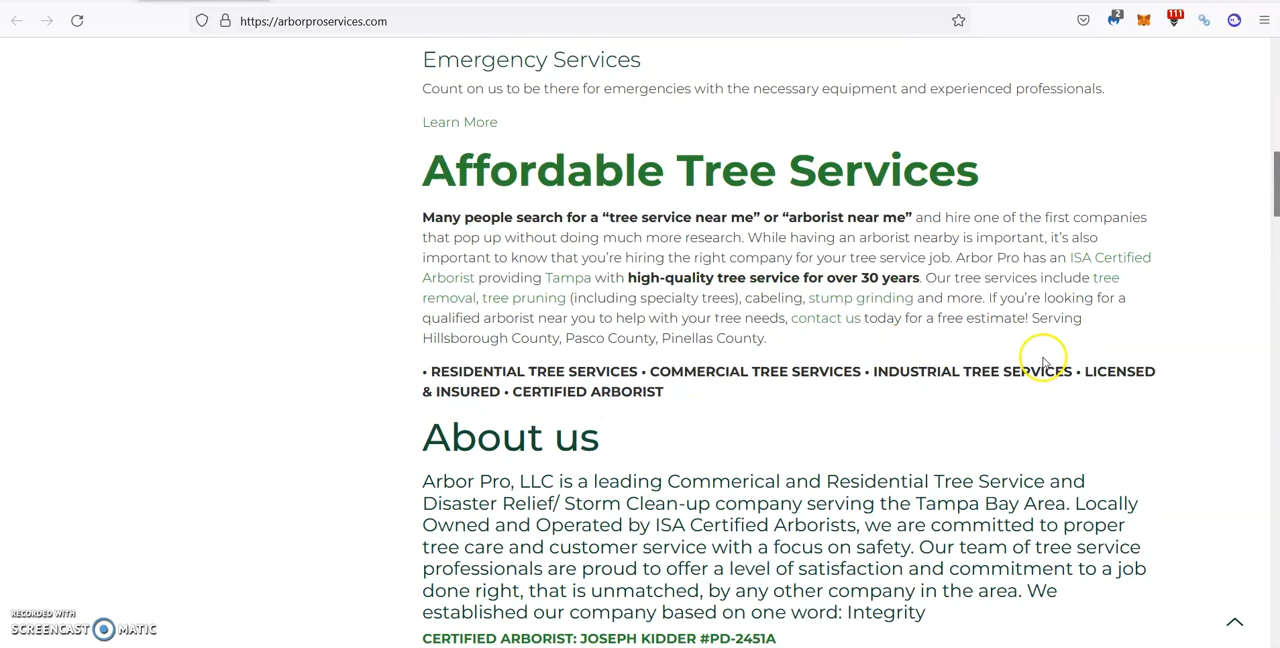 https://arborproservices.com
2
111
Emergency Services
Count on us to be there for emergencies with the necessary equipment and experienced professionals.
Learn More
Affordable Tree Services
Many people search for a “tree service near me” or “arborist near me” and hire one of the first companies
that pop up without doing much more research. While having an arborist nearby is important, it’s also
important to know that you’re hiring the right company for your tree service job. Arbor Pro has an ISA Certified
Arborist providing Tampa with high-quality tree service for over 30 years. Our tree services include tree
removal, tree pruning (including specialty trees), cabeling, stump grinding and more. If you’re looking for a
qualified arborist near you to help with your tree needs, contact us today for a free estimate! Serving
Hillsborough County, Pasco County, Pinellas County.
• RESIDENTIAL TREE SERVICES • COMMERCIAL TREE SERVICES • INDUSTRIAL TREE SERVICES • LICENSED
& INSURED • CERTIFIED ARBORIST
About us
Arbor Pro, LLC is a leading Commerical and Residential Tree Service and
Disaster Relief/ Storm Clean-up company serving the Tampa Bay Area. Locally
Owned and Operated by ISA Certified Arborists, we are committed to proper
tree care and customer service with a focus on safety. Our team of tree service
professionals are proud to offer a level of satisfaction and commitment to a job
done right, that is unmatched, by any other company in the area. We
established our company based on one word: Integrity
CERTIFIED ARBORIST: JOSEPH KIDDER #PD-2451A
RECORDED WITH
SCREENCAST MATIC